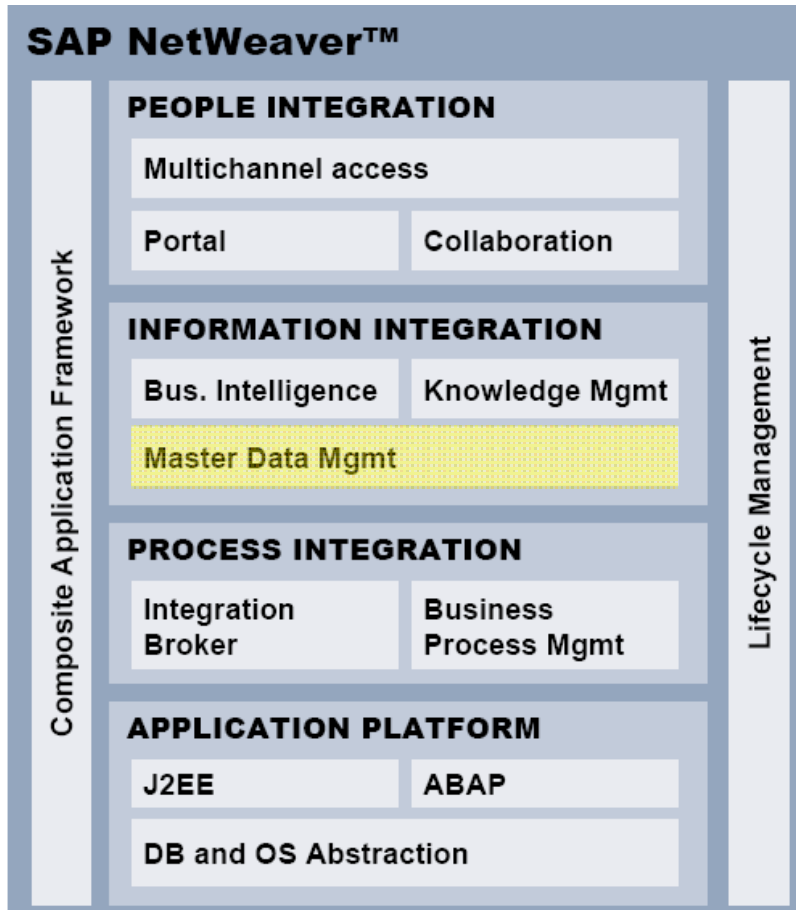 SAP NetWeaver™
Composite Application Framework
PEOPLE INTEGRATION
Multichannel access
Portal
Collaboration
INFORMATION INTEGRATION
Bus. Intelligence
Knowledge Mgmt
Master Data Mgmt
PROCESS INTEGRATION
Integration
Broker
Business
Process Mgmt
APPLICATION PLATFORM
J2EE
ABAP
DB and OS Abstraction
Lifecycle Management